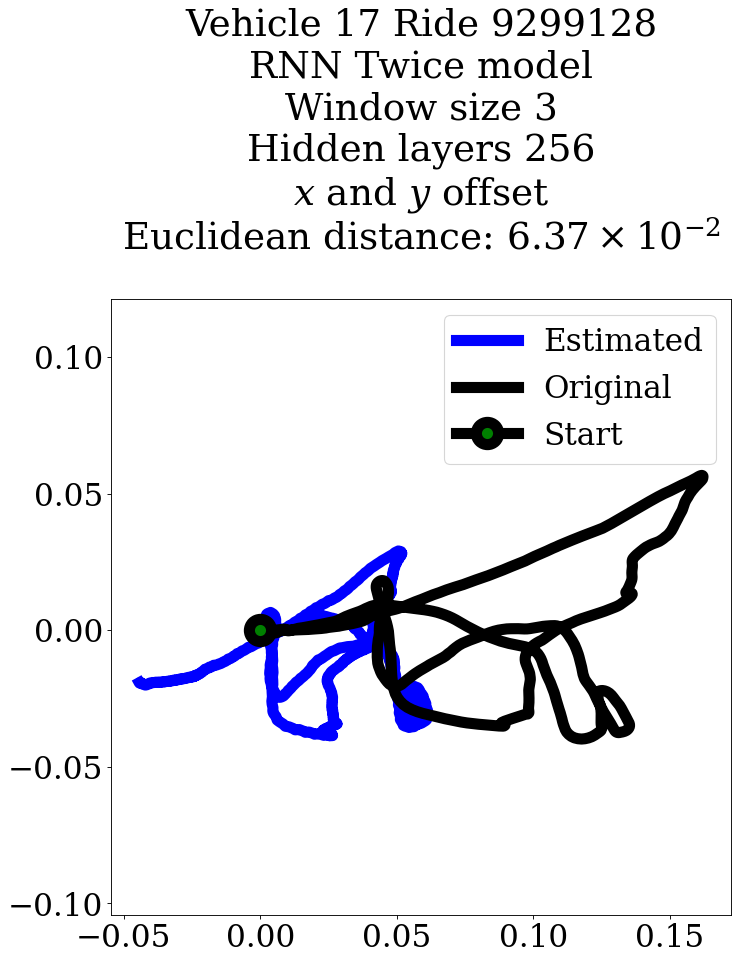 Vehicle 17 Ride 9299128
RNN Twice model
Window size 3
Hidden layers 256
x and y offset
Euclidean distance: 6.37 × 10⁻²
Estimated
Original
Start
0.10
0.05
0.00
−0.05
−0.10
−0.05 0.00 0.05 0.10 0.15